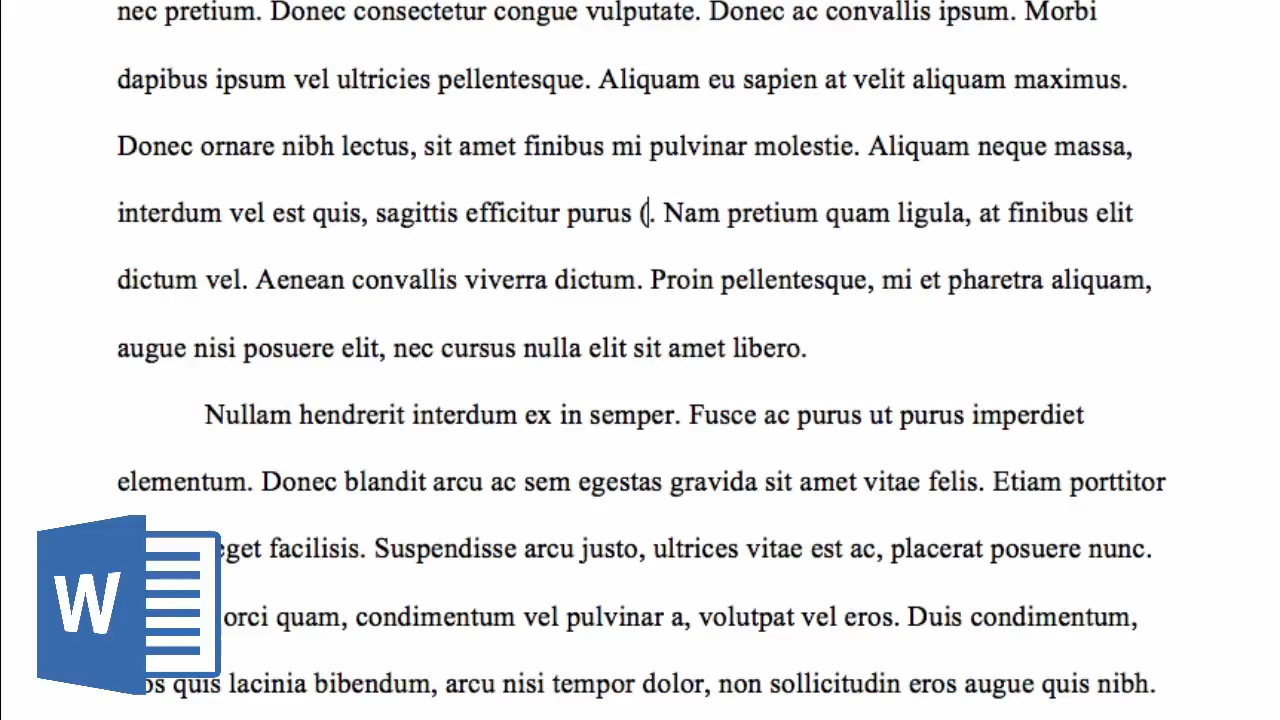 nec pretium. Donec consectetur congue vulputate. Donec ac convallis ipsum. Morbi
dapibus ipsum vel ultricies pellentesque. Aliquam eu sapien at velit aliquam maximus.
Donec ornare nibh lectus, sit amet finibus mi pulvinar molestie. Aliquam neque massa,
interdum vel est quis, sagittis efficitur purus (. Nam pretium quam ligula, at finibus elit
dictum vel. Aenean convallis viverra dictum. Proin pellentesque, mi et pharetra aliquam,
augue nisi posuere elit, nec cursus nulla elit sit amet libero.
Nullam hendrerit interdum ex in semper. Fusce ac purus ut purus imperdiet
elementum. Donec blandit arcu ac sem egestas gravida sit amet vitae felis. Etiam porttitor
eget facilisis. Suspendisse arcu justo, ultrices vitae est ac, placerat posuere nunc.
orci quam, condimentum vel pulvinar a, volutpat vel eros. Duis condimentum,
quis lacinia bibendum, arcu nisi tempor dolor, non sollicitudin eros augue quis nibh.
W